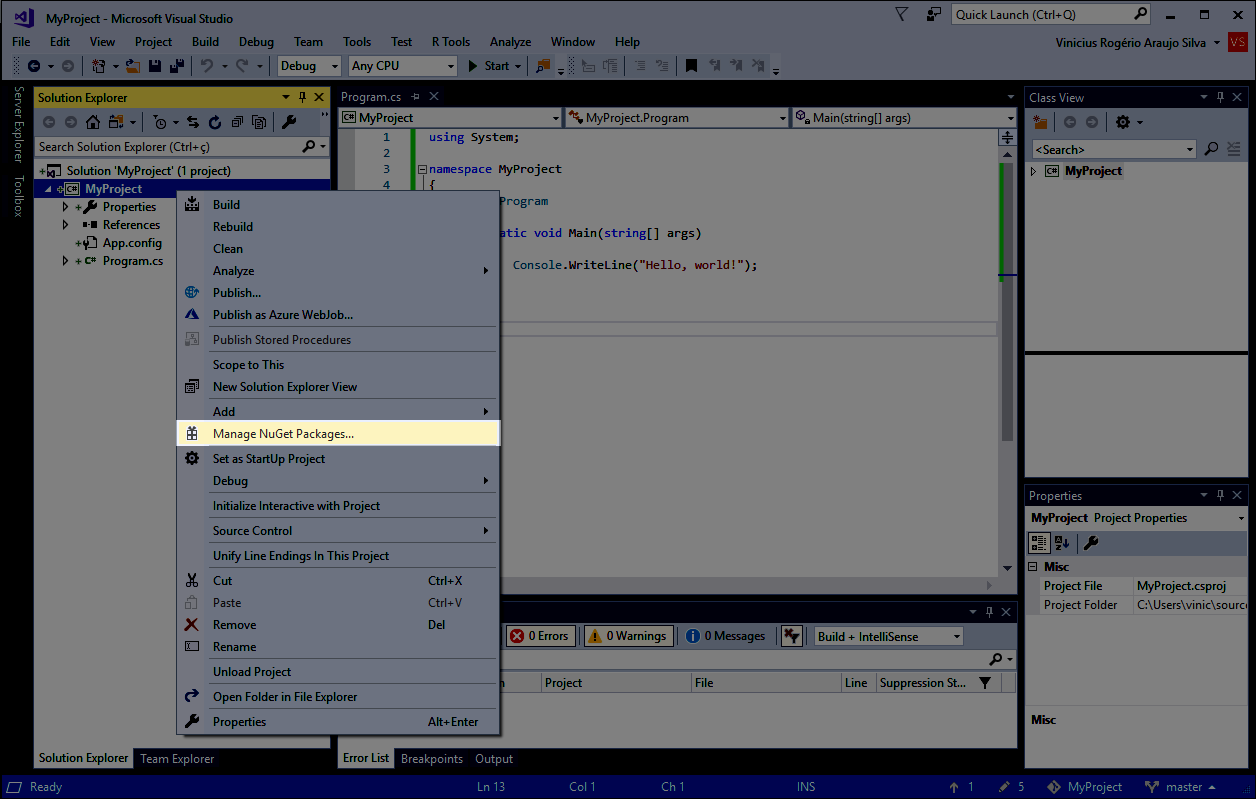 MyProject - Microsoft Visual Studio
Quick Launch (Ctrl+Q)
File Edit View Project Build Debug Team Tools Test R Tools Analyze Window Help
Vinicius Rogério Araujo Silva
VS
Debug
Any CPU
Start
Server Explorer
Toolbox
Solution Explorer
Search Solution Explorer (Ctrl+ç)
Solution 'MyProject' (1 project)
MyProject
Properties
References
App.config
Program.cs
Build
Rebuild
Clean
Analyze
Publish...
Publish as Azure WebJob...
Publish Stored Procedures
Scope to This
New Solution Explorer View
Add
Manage NuGet Packages...
Set as StartUp Project
Debug
Initialize Interactive with Project
Source Control
Unify Line Endings In This Project
Cut Ctrl+X
Paste Ctrl+V
Remove Del
Rename
Unload Project
Open Folder in File Explorer
Properties Alt+Enter
Solution Explorer Team Explorer
Program.cs
MyProject
MyProject.Program
Main(string[] args)
1 using System;
2
3 namespace MyProject
4 {
Program
atic void Main(string[] args)
Console.WriteLine("Hello, world!");
0 Errors
0 Warnings
0 Messages
Build + IntelliSense
n Project File Line Suppression St...
Error List Breakpoints Output
Class View
<Search>
MyProject
Properties
MyProject Project Properties
Misc
Project File MyProject.csproj
Project Folder C:\Users\vinic\source
Misc
Ready Ln 13 Col 1 Ch 1 INS 1 5 MyProject master